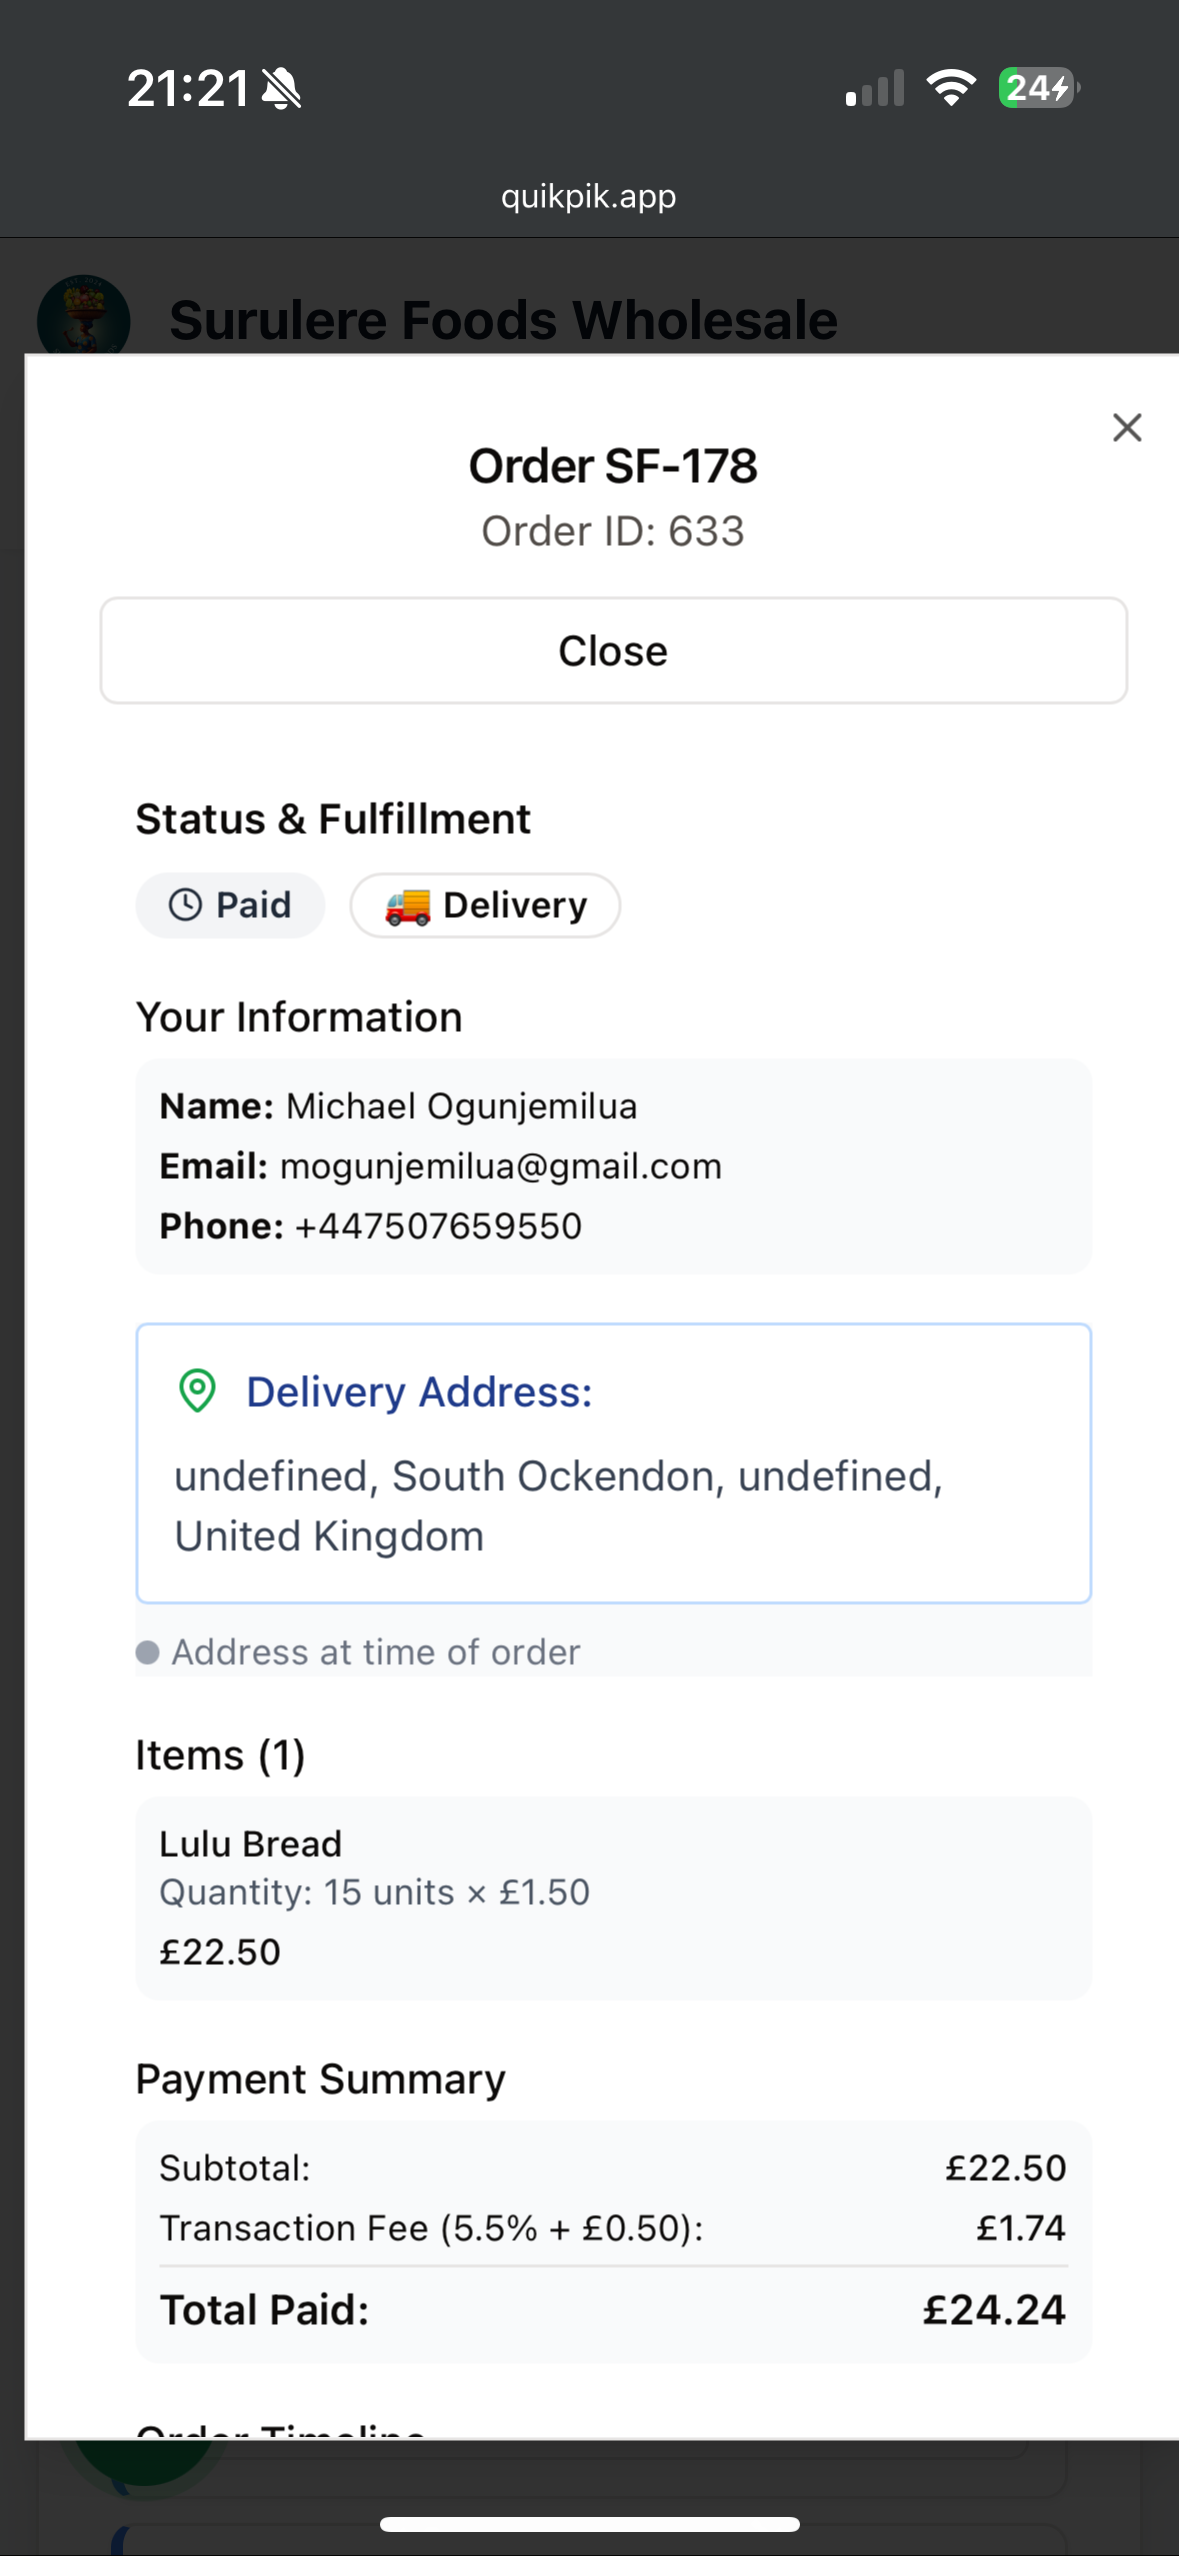 21:21
24
quikpik.app
Surulere Foods Wholesale
Order SF-178
Order ID: 633
Close
Status & Fulfillment
Paid
Delivery
Your Information
Name: Michael Ogunjemilua
Email: mogunjemilua@gmail.com
Phone: +447507659550
Delivery Address:
undefined, South Ockendon, undefined,
United Kingdom
Address at time of order
Items (1)
Lulu Bread
Quantity: 15 units × £1.50
£22.50
Payment Summary
Subtotal: £22.50
Transaction Fee (5.5% + £0.50): £1.74
Total Paid: £24.24
Order Timeline